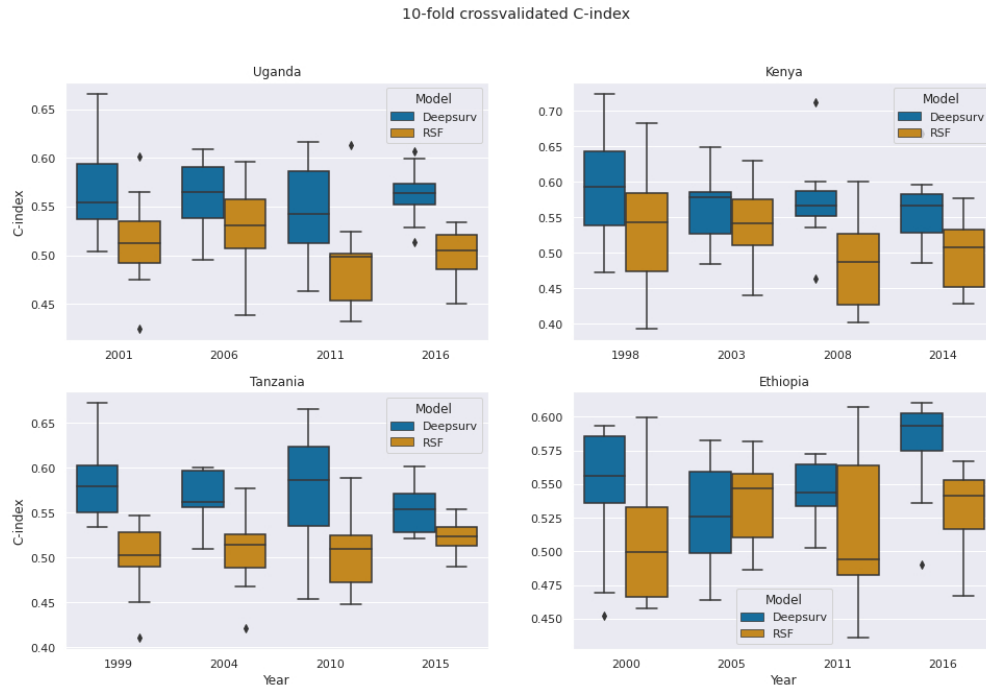 10-fold crossvalidated C-index
Uganda
C-index
0.65
0.60
0.55
0.50
0.45
2001 2006 2011 2016
Model
Deepsurv
RSF
Kenya
0.70
0.65
0.60
0.55
0.50
0.45
0.40
1998 2003 2008 2014
Model
Deepsurv
RSF
Tanzania
C-index
0.65
0.60
0.55
0.50
0.45
0.40
1999 2004 2010 2015
Year
Model
Deepsurv
RSF
Ethiopia
0.600
0.575
0.550
0.525
0.500
0.475
0.450
2000 2005 2011 2016
Year
Model
Deepsurv
RSF